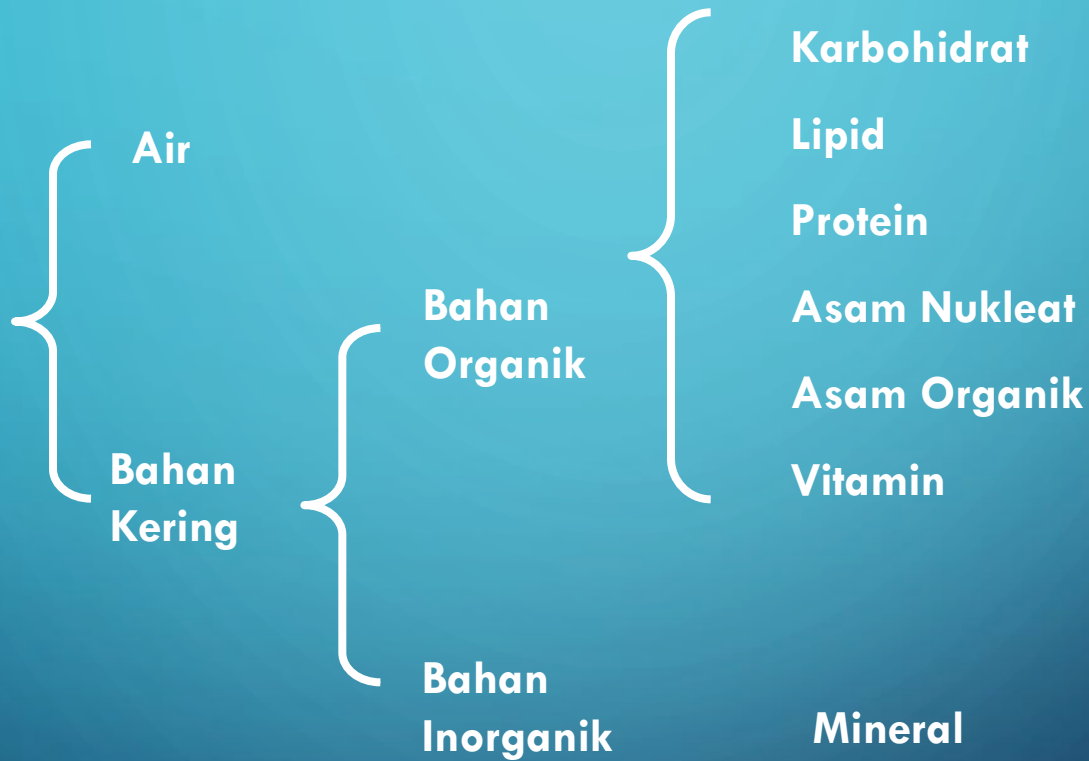 Air
Bahan
Kering
Bahan
Organik
Bahan
Inorganik
Karbohidrat
Lipid
Protein
Asam Nukleat
Asam Organik
Vitamin
Mineral